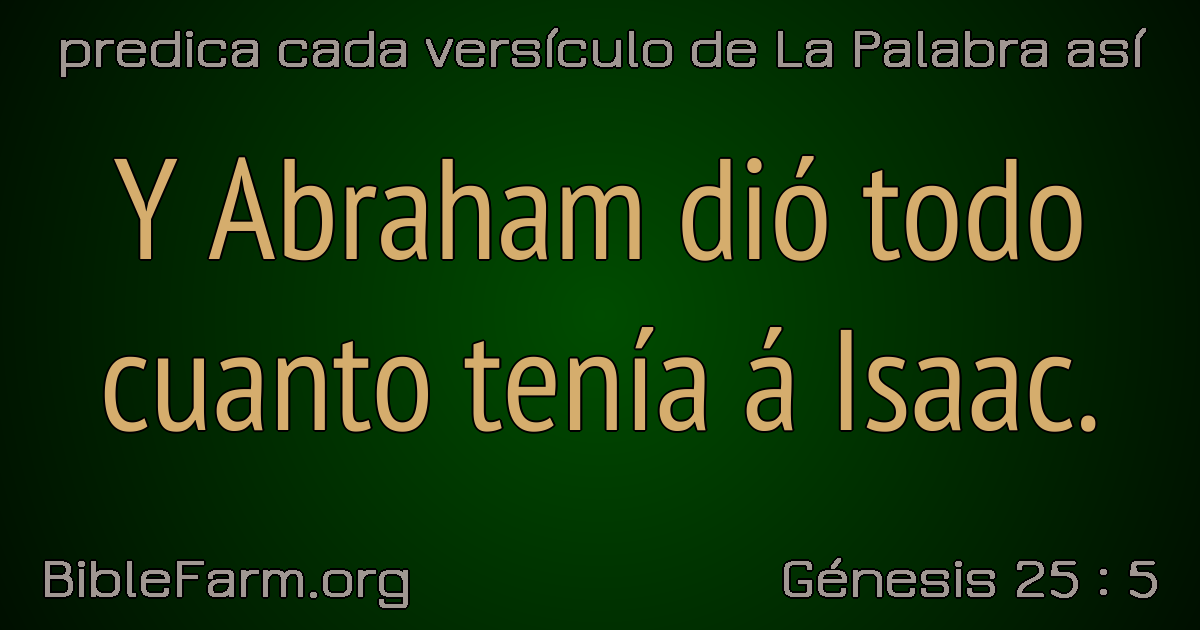 predica cada versículo de La Palabra así
Y Abraham dió todo
cuanto tenía á Isaac.
BibleFarm.org
Génesis 25 : 5